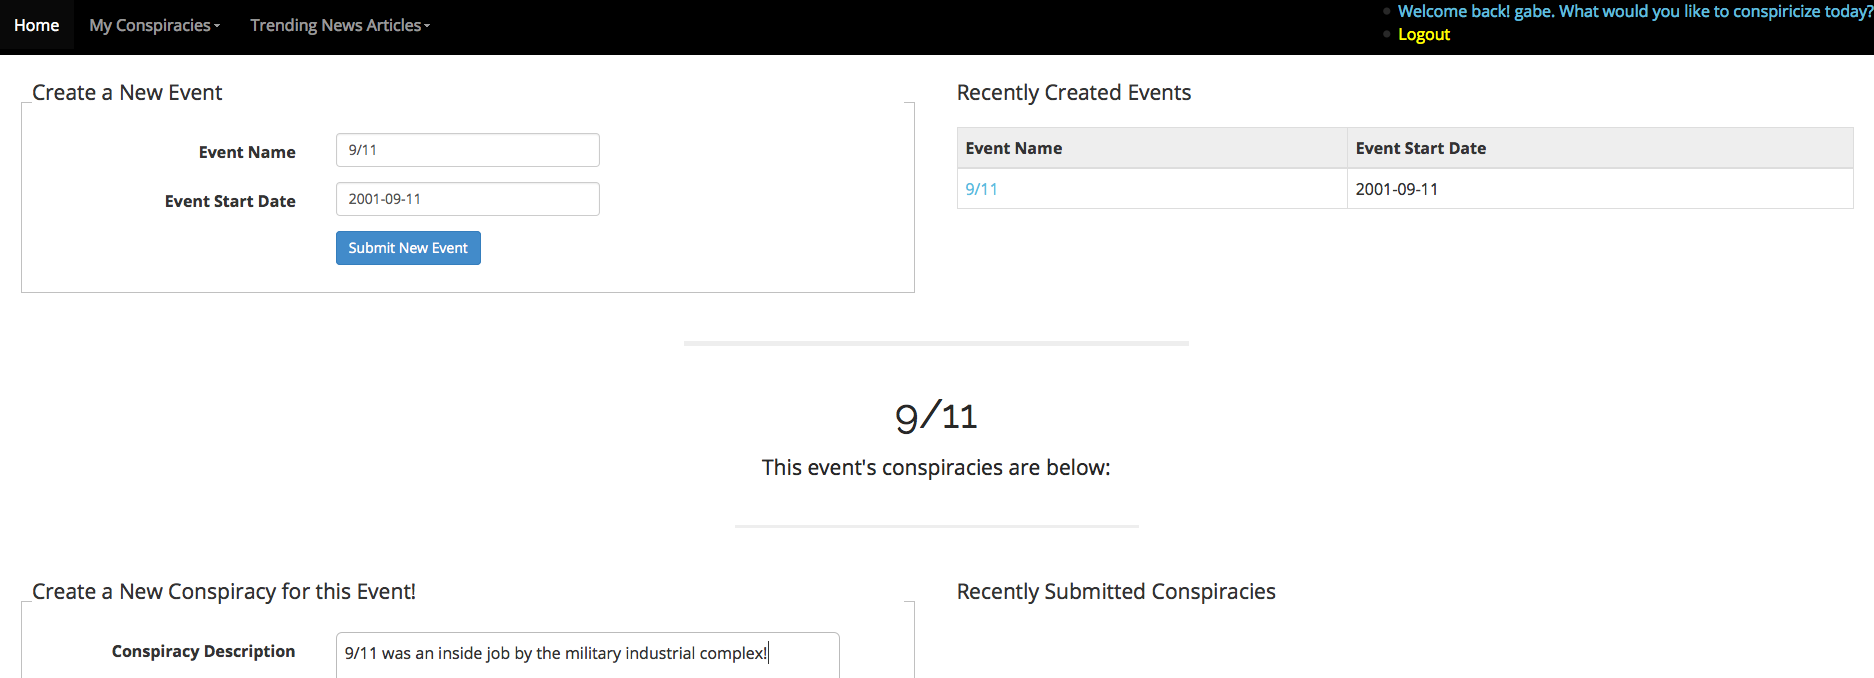 Home My Conspiracies Trending News Articles
Welcome back! gabe. What would you like to conspiricize today?
Logout
Create a New Event
Event Name 9/11
Event Start Date 2001-09-11
Submit New Event
Recently Created Events
Event Name Event Start Date
9/11 2001-09-11
9/11
This event's conspiracies are below:
Create a New Conspiracy for this Event!
Conspiracy Description 9/11 was an inside job by the military industrial complex!
Recently Submitted Conspiracies